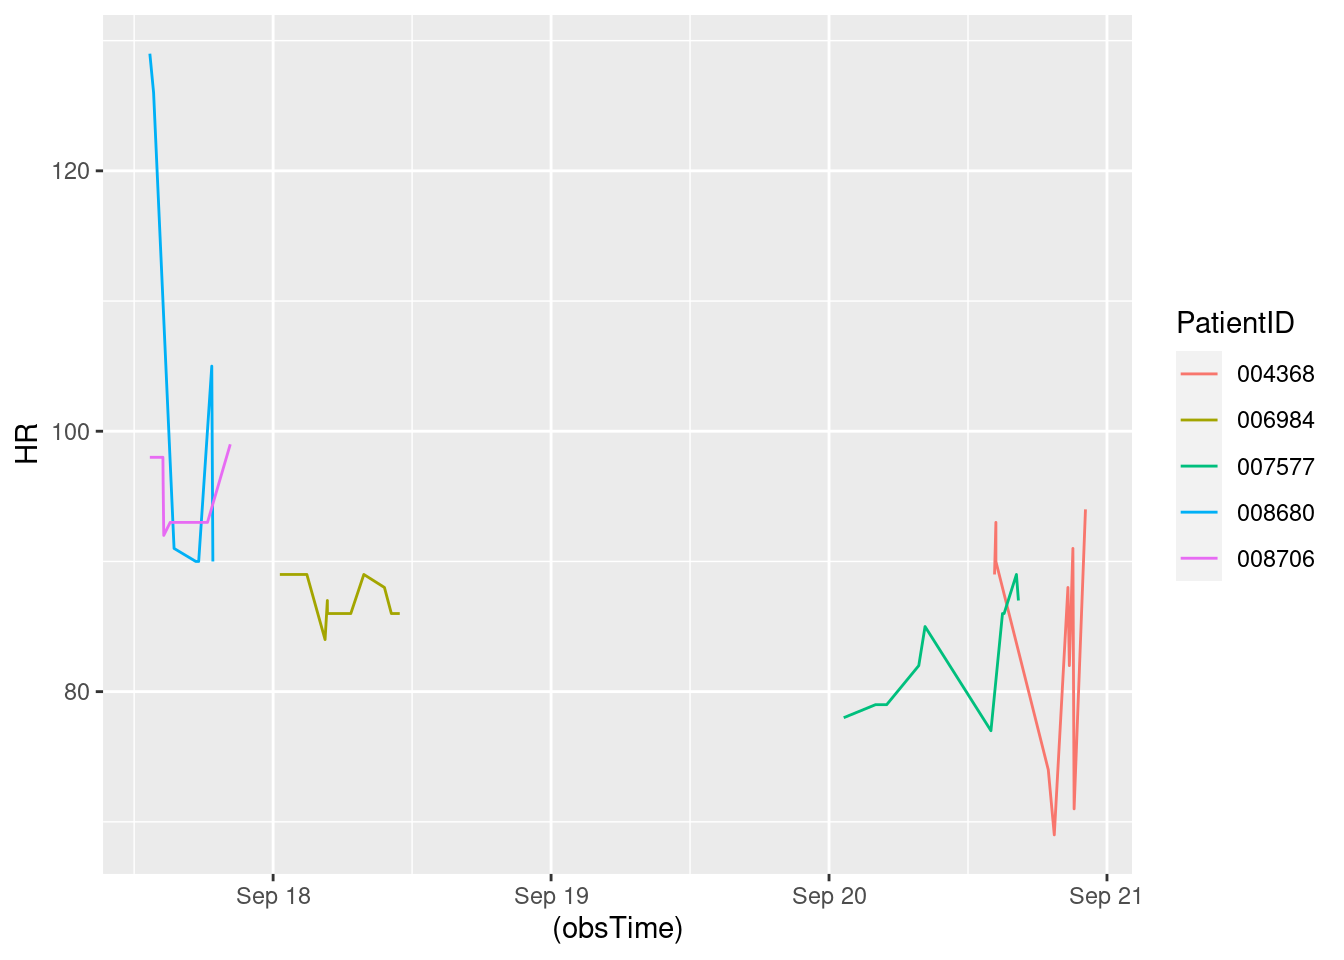 120
100
80
HR
Sep 18
Sep 19
Sep 20
Sep 21
(obsTime)
PatientID
004368
006984
007577
008680
008706